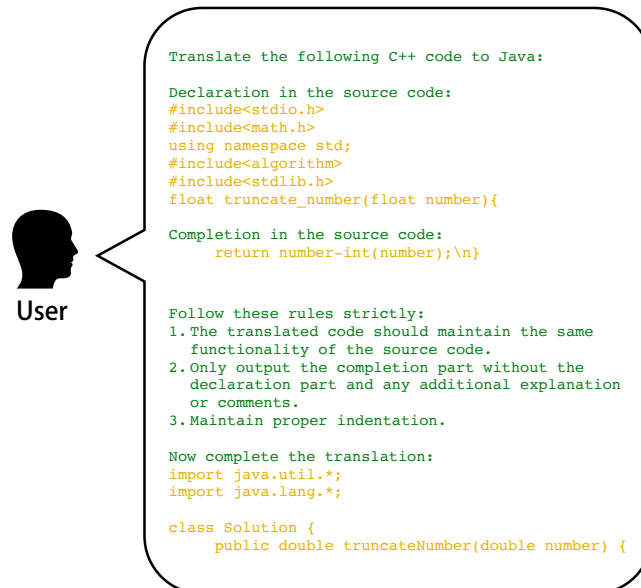 Translate the following C++ code to Java:
Declaration in the source code:
#include<stdio.h>
#include<math.h>
using namespace std;
#include<algorithm>
#include<stdlib.h>
float truncate_number(float number){
Completion in the source code:
return number-int(number);\n}
User
Follow these rules strictly:
1. The translated code should maintain the same
functionality of the source code.
2. Only output the completion part without the
declaration part and any additional explanation
or comments.
3. Maintain proper indentation.
Now complete the translation:
import java.util.*;
import java.lang.*;
class Solution {
public double truncateNumber(double number) {